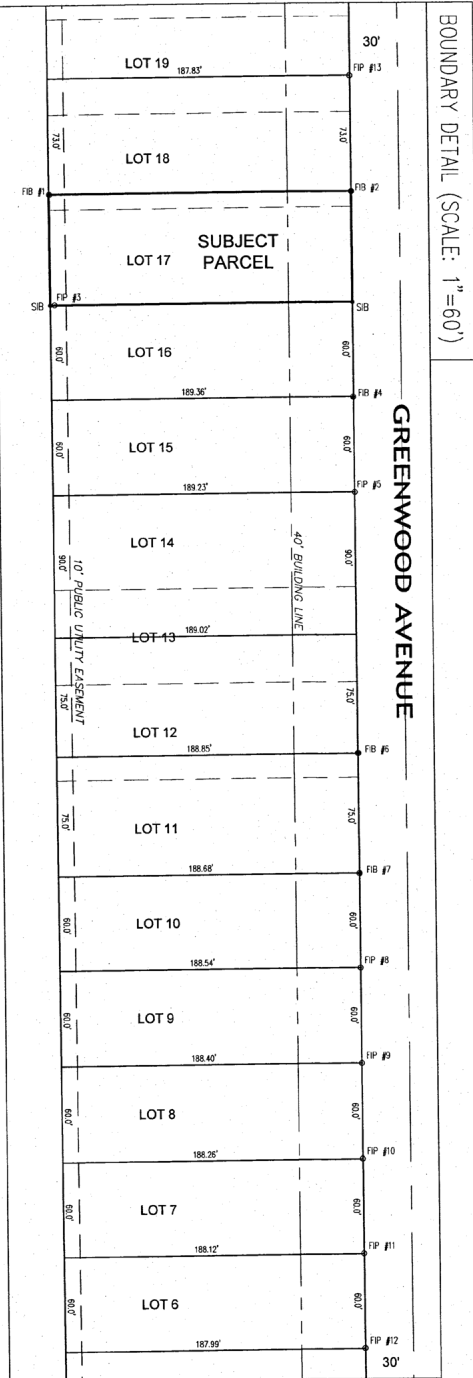 BOUNDARY DETAIL (SCALE: 1"=60')
30'
LOT 19
187.83'
FIP #13
73.0'
73.0'
LOT 18
FIB #1
FIB #2
SUBJECT
PARCEL
LOT 17
FIP #3
SIB
SIB
LOT 16
60.0'
60.0'
189.36'
FIB #4
GREENWOOD AVENUE
LOT 15
60.0'
60.0'
189.23'
FIP #5
LOT 14
40' BUILDING LINE
90.0'
90.0'
10' PUBLIC UTILITY EASEMENT
189.02'
LOT 13
75.0'
75.0'
LOT 12
188.85'
FIB #6
75.0'
75.0'
LOT 11
188.68'
FIB #7
LOT 10
60.0'
60.0'
188.54'
FIP #8
LOT 9
60.0'
60.0'
188.40'
FIP #9
LOT 8
60.0'
60.0'
188.26'
FIP #10
LOT 7
60.0'
60.0'
188.12'
FIP #11
LOT 6
60.0'
60.0'
187.99'
FIP #12
30'